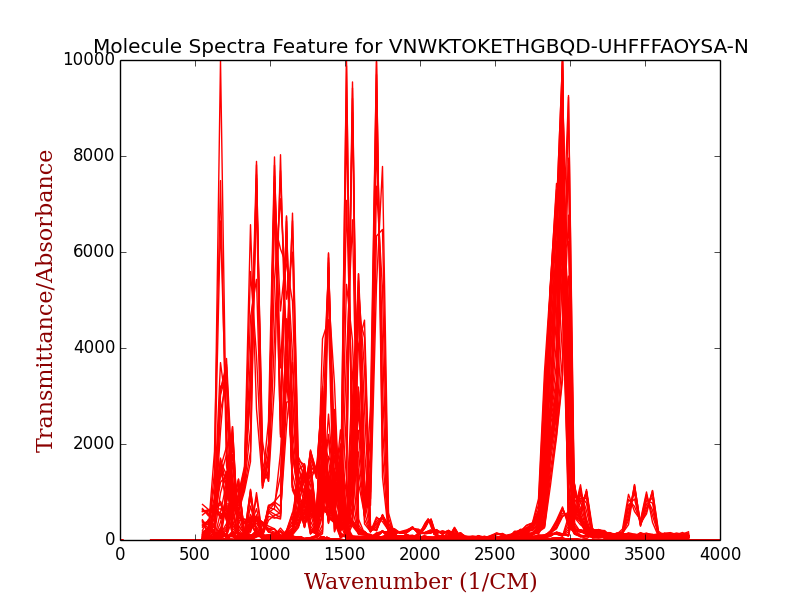 Molecule Spectra Feature for VNWKTOKETHGBQD-UHFFFAOYSA-N
10000
8000
6000
4000
2000
0
Transmittance/Absorbance
0 500 1000 1500 2000 2500 3000 3500 4000
Wavenumber (1/CM)